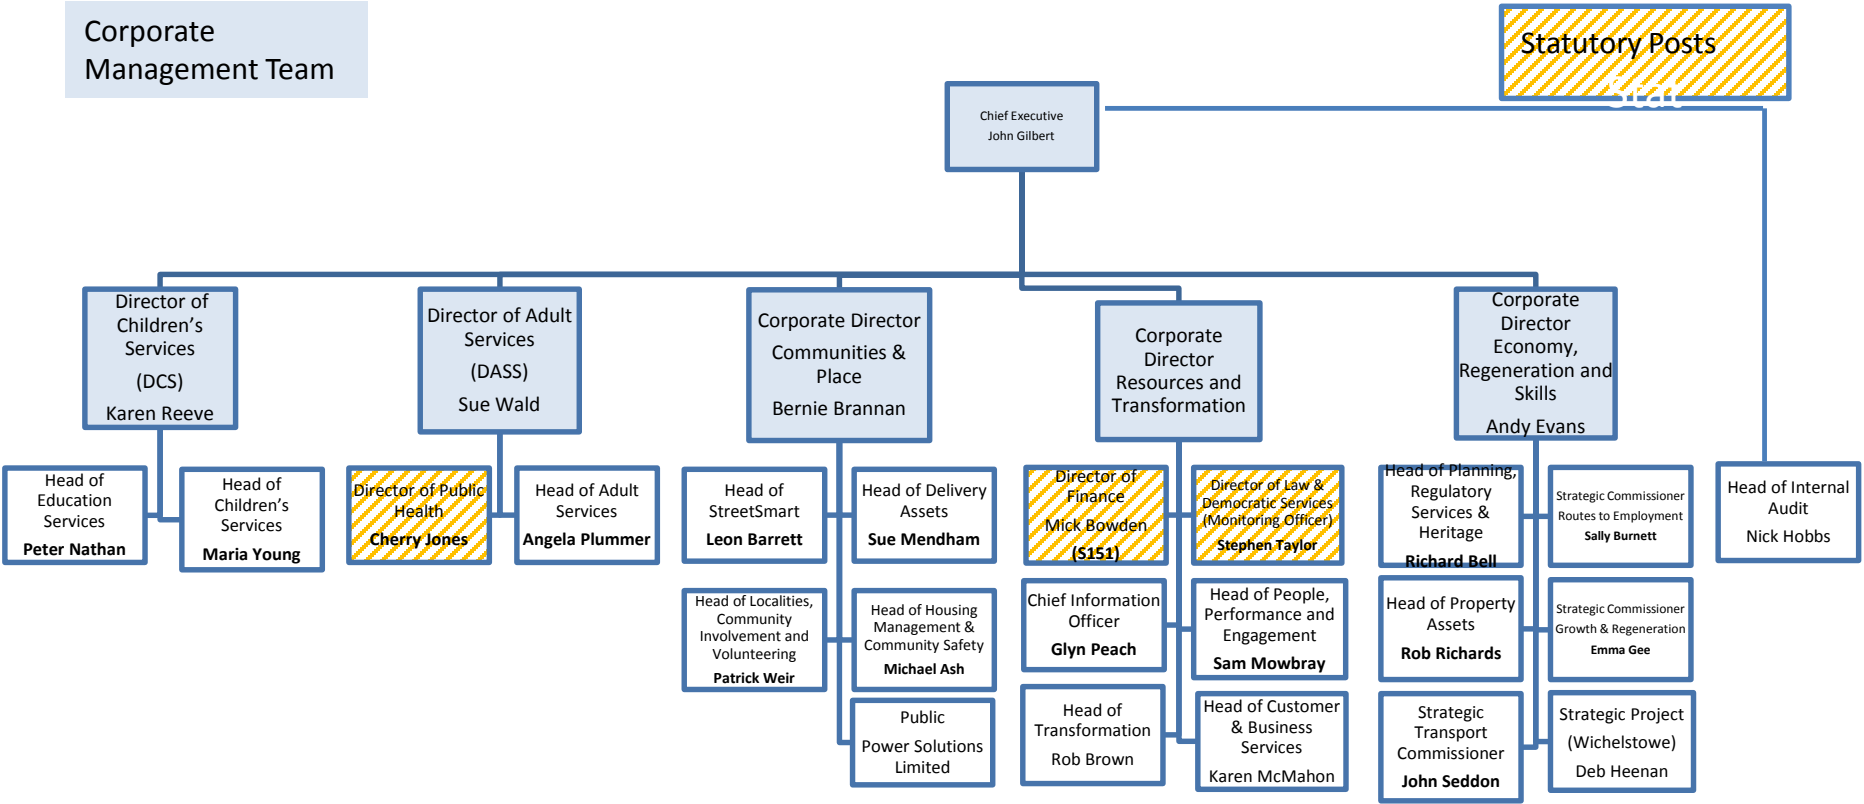 Corporate
Management Team
Statutory Posts
Stat
Chief Executive
John Gilbert
Director of
Children’s
Services
(DCS)
Karen Reeve
Director of Adult
Services
(DASS)
Sue Wald
Corporate Director
Communities &
Place
Bernie Brannan
Corporate
Director
Resources and
Transformation
Corporate
Director
Economy,
Regeneration and
Skills
Andy Evans
Head of
Education
Services
Peter Nathan
Head of
Children’s
Services
Maria Young
Director of Public
Health
Cherry Jones
Head of Adult
Services
Angela Plummer
Head of
StreetSmart
Leon Barrett
Head of Delivery
Assets
Sue Mendham
Head of Localities,
Community
Involvement and
Volunteering
Patrick Weir
Head of Housing
Management &
Community Safety
Michael Ash
Public
Power Solutions
Limited
Director of
Finance
Mick Bowden
(S151)
Director of Law &
Democratic Services
(Monitoring Officer)
Stephen Taylor
Chief Information
Officer
Glyn Peach
Head of People,
Performance and
Engagement
Sam Mowbray
Head of
Transformation
Rob Brown
Head of Customer
& Business
Services
Karen McMahon
Head of Planning,
Regulatory
Services &
Heritage
Richard Bell
Strategic Commissioner
Routes to Employment
Sally Burnett
Head of Property
Assets
Rob Richards
Strategic Commissioner
Growth & Regeneration
Emma Gee
Strategic
Transport
Commissioner
John Seddon
Strategic Project
(Wichelstowe)
Deb Heenan
Head of Internal
Audit
Nick Hobbs